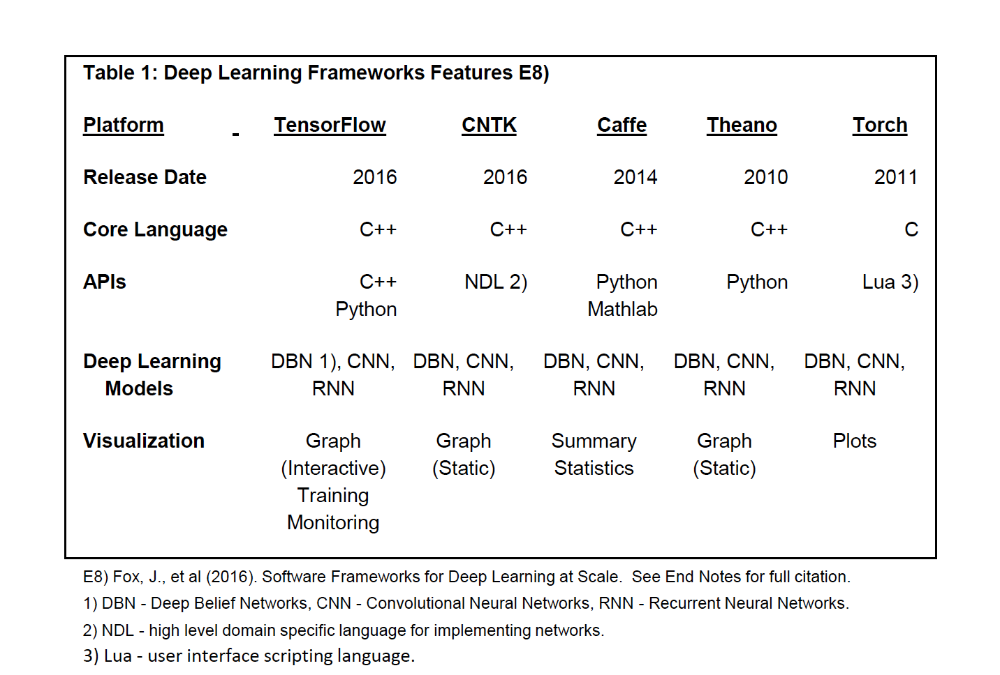 Table 1: Deep Learning Frameworks Features E8)
Platform - TensorFlow CNTK Caffe Theano Torch
Release Date 2016 2016 2014 2010 2011
Core Language C++ C++ C++ C++ C
APIs C++ NDL 2) Python Python Lua 3)
Python Mathlab
Deep Learning DBN 1), CNN, DBN, CNN, DBN, CNN, DBN, CNN, DBN, CNN,
Models RNN RNN RNN RNN RNN
Visualization Graph Graph Summary Graph Plots
(Interactive) (Static) Statistics (Static)
Training
Monitoring
E8) Fox, J., et al (2016). Software Frameworks for Deep Learning at Scale. See End Notes for full citation.
1) DBN - Deep Belief Networks, CNN - Convolutional Neural Networks, RNN - Recurrent Neural Networks.
2) NDL - high level domain specific language for implementing networks.
3) Lua - user interface scripting language.